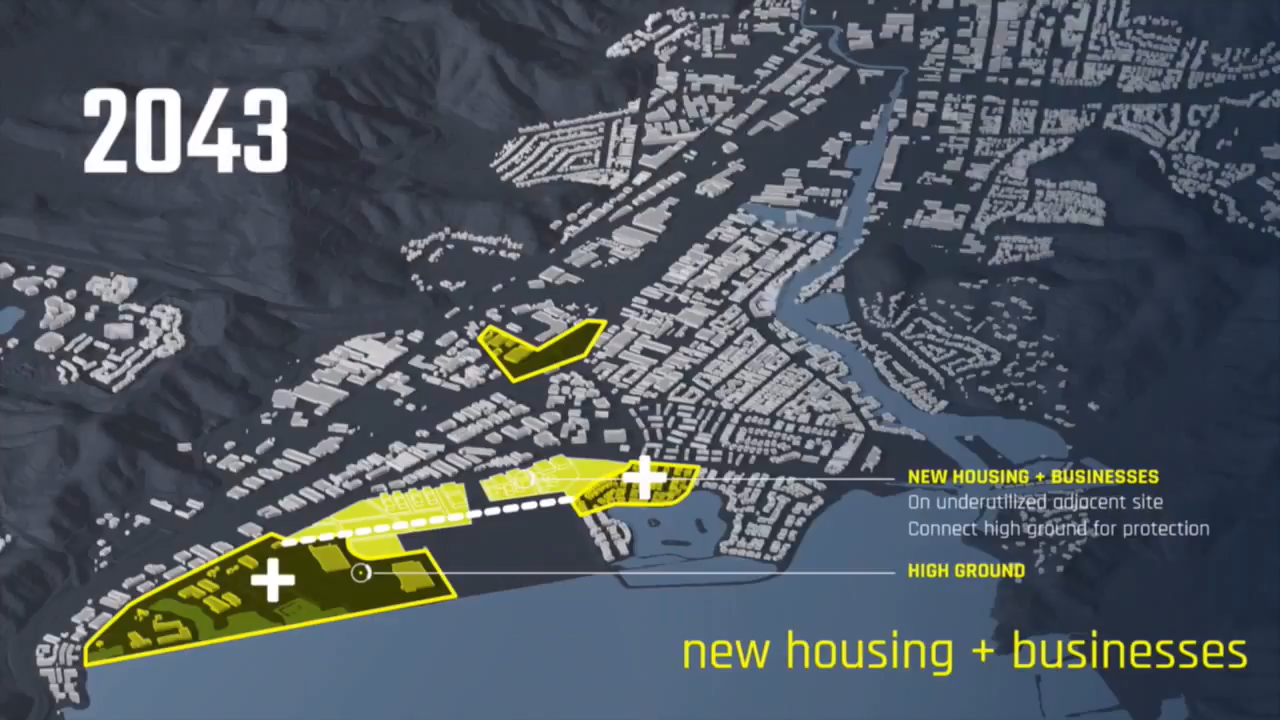 2043
NEW HOUSING + BUSINESSES
On underutilized adjacent site
Connect high ground for protection
HIGH GROUND
new housing + businesses